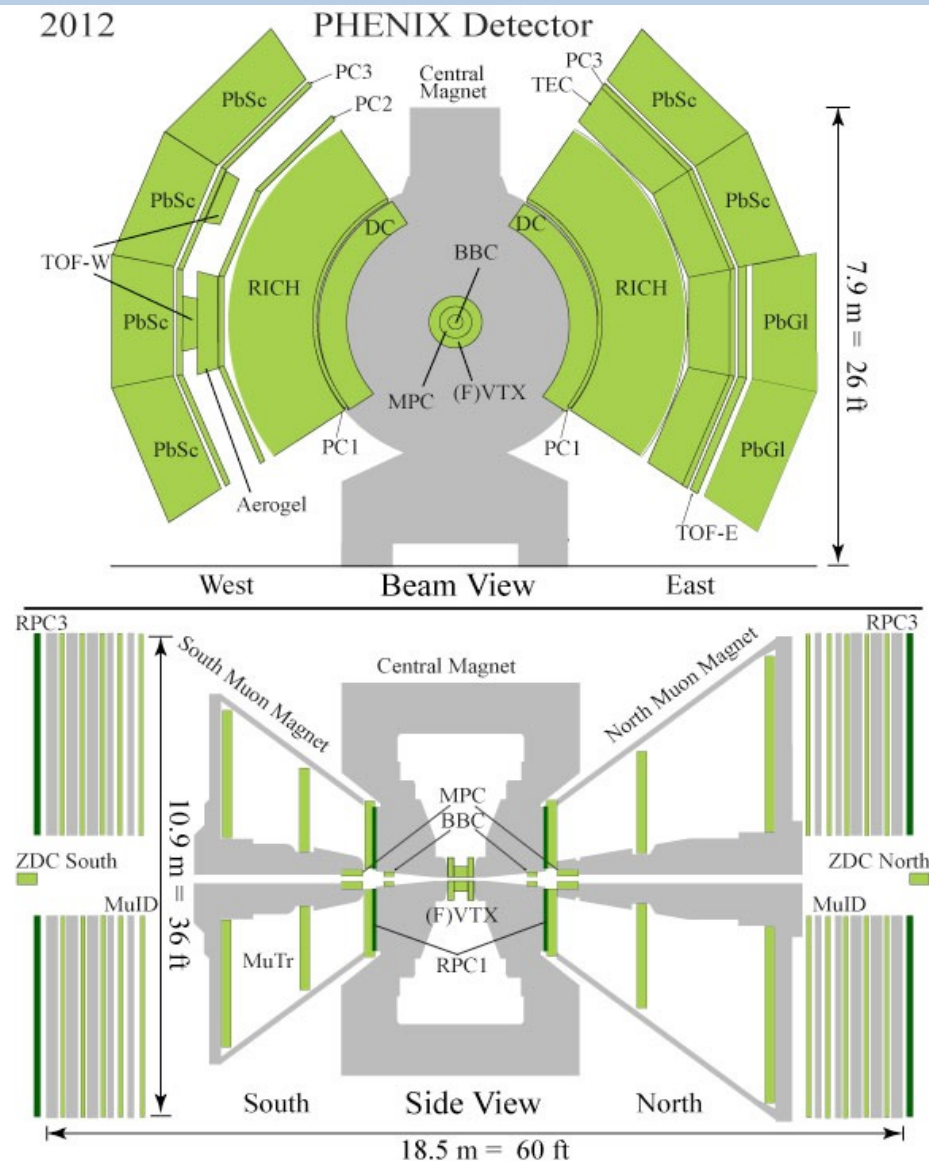 2012 PHENIX Detector
PC3
PbSc
PC2
Central
Magnet
PC3
TEC
PbSc
PbSc
DC
DC
PbSc
BBC
TOF-W
RICH
RICH
PbSc
PbGl
MPC
(F)VTX
7.9 m = 26 ft
PbSc
PC1
PC1
PbGl
Aerogel
TOF-E
West
Beam View
East
RPC3
RPC3
South Muon Magnet
Central Magnet
North Muon Magnet
MPC
BBC
10.9 m = 36 ft
ZDC South
ZDC North
MuID
(F)VTX
MuID
MuTr
RPC1
South
Side View
North
18.5 m = 60 ft